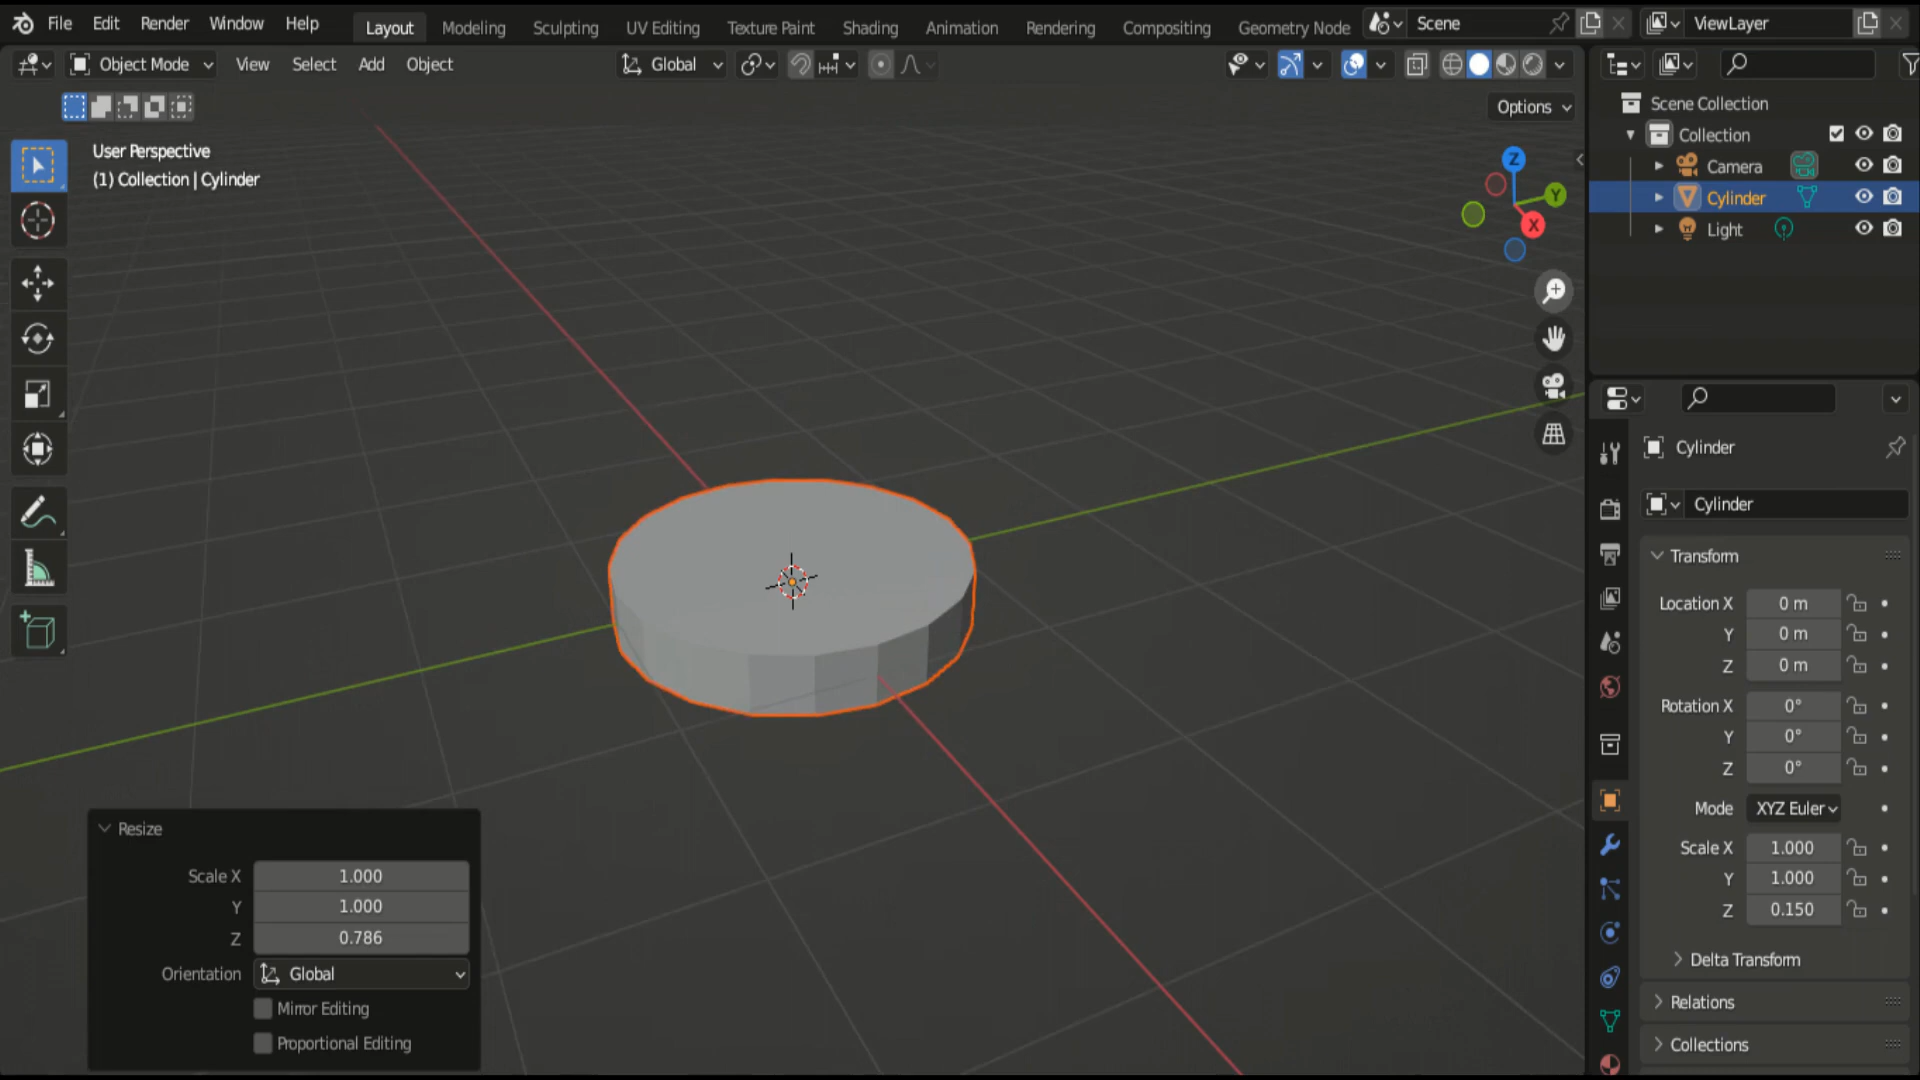 File Edit Render Window Help Layout Modeling Sculpting UV Editing Texture Paint Shading Animation Rendering Compositing Geometry Node Scene ViewLayer
Object Mode View Select Add Object Global
Options
User Perspective
(1) Collection | Cylinder
Z
Y
X
Scene Collection
Collection
Camera
Cylinder
Light
Cylinder
Cylinder
Transform
Location X 0 m
Y 0 m
Z 0 m
Rotation X 0°
Y 0°
Z 0°
Mode XYZ Euler
Scale X 1.000
Y 1.000
Z 0.150
Delta Transform
Relations
Collections
Resize
Scale X 1.000
Y 1.000
Z 0.786
Orientation Global
Mirror Editing
Proportional Editing